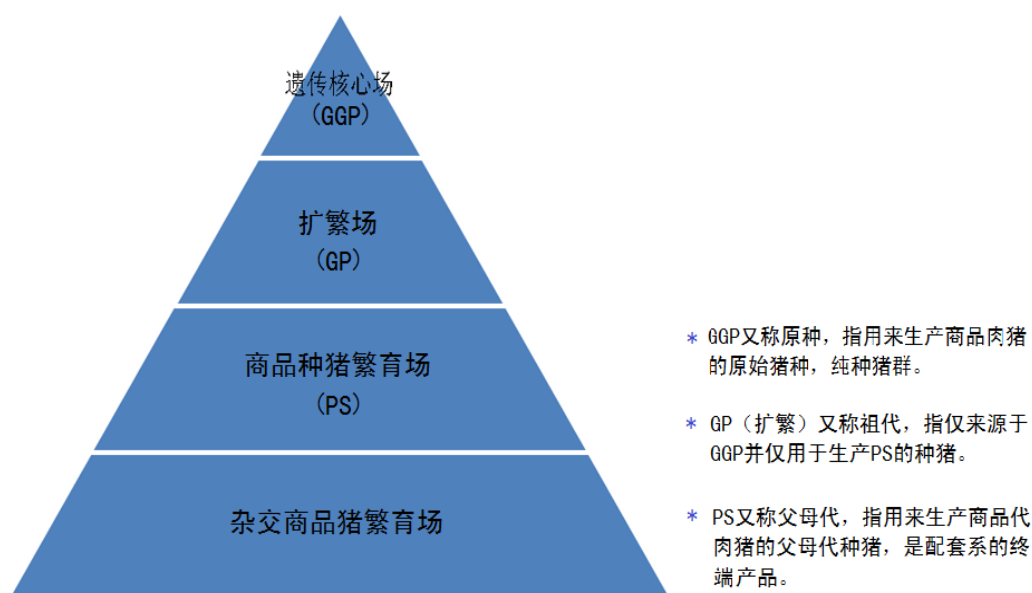 遗传核心场
(GGP)
扩繁场
(GP)
商品种猪繁育场
(PS)
杂交商品猪繁育场
* GGP又称原种，指用来生产商品肉猪
的原始猪种，纯种猪群。
* GP（扩繁）又称祖代，指仅来源于
GGP并仅用于生产PS的种猪。
* PS又称父母代，指用来生产商品代
肉猪的父母代种猪，是配套系的终
端产品。